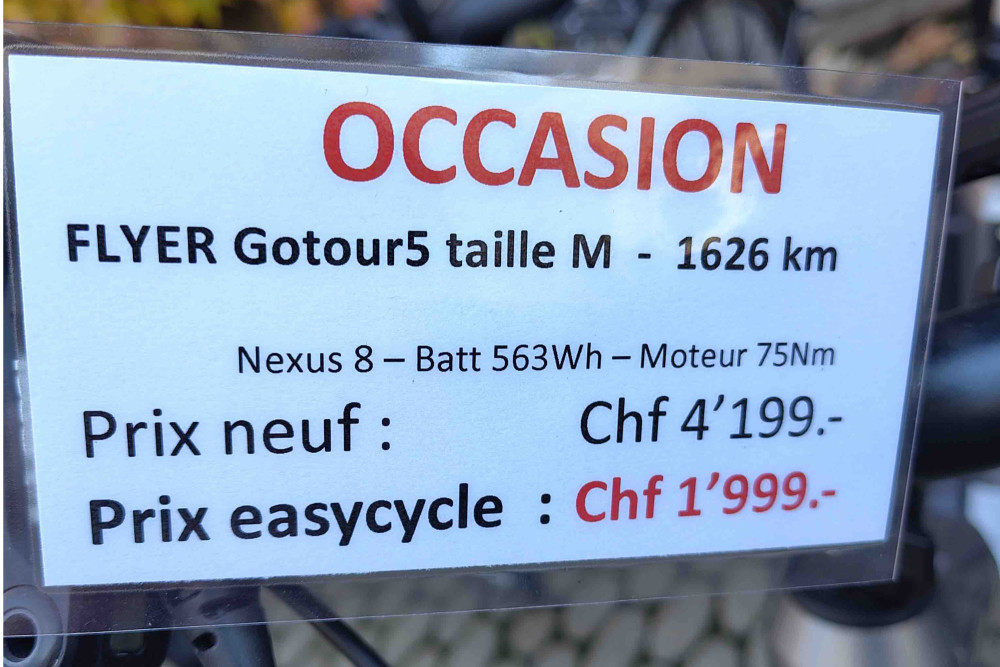 OCCASION
FLYER Gotour5 taille M - 1626 km
Nexus 8 – Batt 563Wh – Moteur 75Nm
Prix neuf : Chf 4’199.-
Prix easycycle : Chf 1’999.-